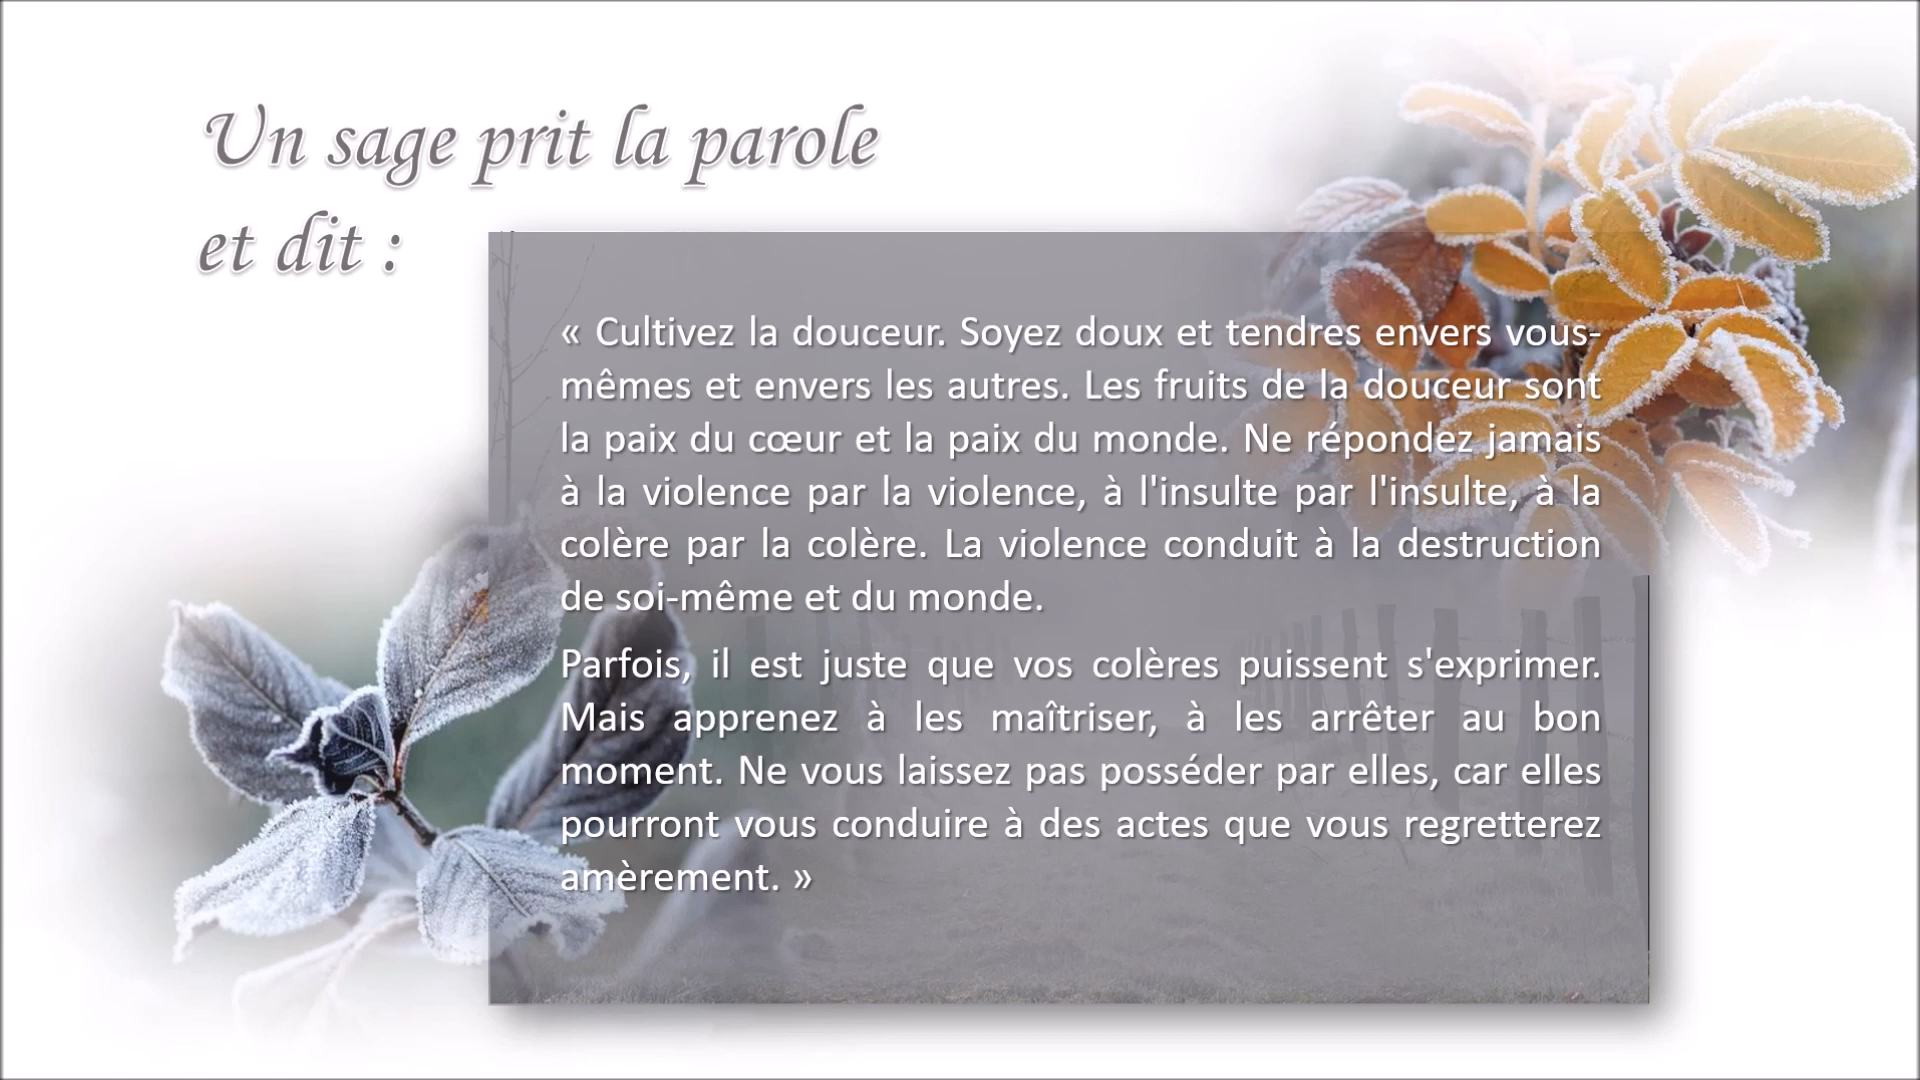 Un sage prit la parole
et dit :
« Cultivez la douceur. Soyez doux et tendres envers vous-
mêmes et envers les autres. Les fruits de la douceur sont
la paix du cœur et la paix du monde. Ne répondez jamais
à la violence par la violence, à l'insulte par l'insulte, à la
colère par la colère. La violence conduit à la destruction
de soi-même et du monde.
Parfois, il est juste que vos colères puissent s'exprimer.
Mais apprenez à les maîtriser, à les arrêter au bon
moment. Ne vous laissez pas posséder par elles, car elles
pourront vous conduire à des actes que vous regretterez
amèrement. »